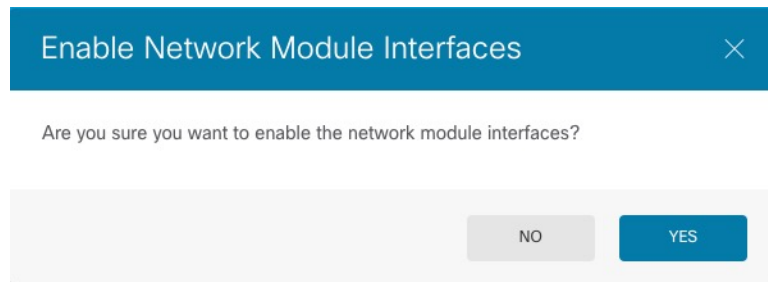 Enable Network Module Interfaces
Are you sure you want to enable the network module interfaces?
NO YES